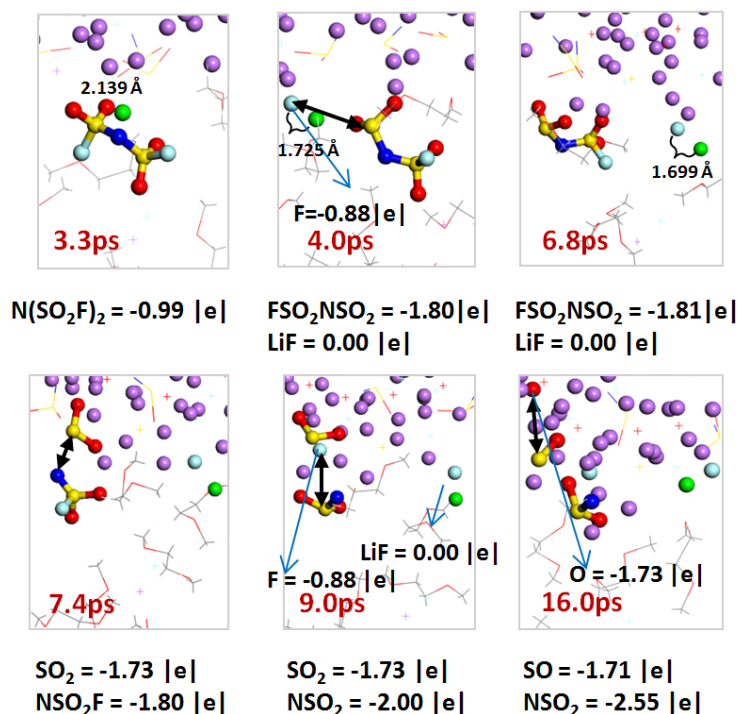 2.139 Å
3.3ps
1.725 Å
F=-0.88|e|
4.0ps
1.699 Å
6.8ps
N(SO₂F)₂ = -0.99 |e|
FSO₂NSO₂ = -1.80|e|
LiF = 0.00 |e|
FSO₂NSO₂ = -1.81|e|
LiF = 0.00 |e|
7.4ps
LiF = 0.00 |e|
F = -0.88 |e|
9.0ps
O = -1.73 |e|
16.0ps
SO₂ = -1.73 |e|
NSO₂F = -1.80 |e|
SO₂ = -1.73 |e|
NSO₂ = -2.00 |e|
SO = -1.71 |e|
NSO₂ = -2.55 |e|